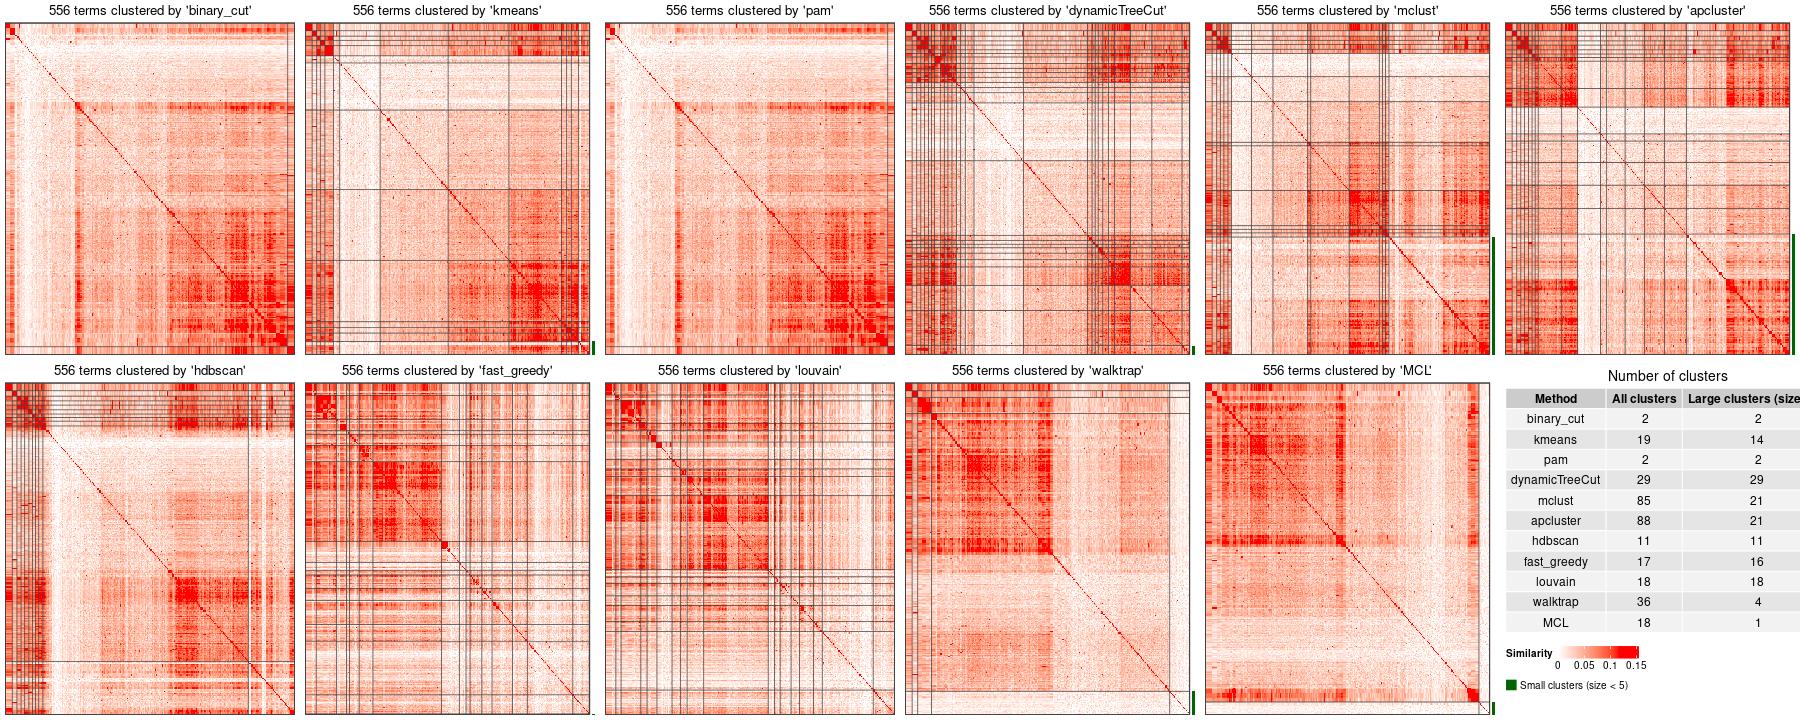 556 terms clustered by 'binary_cut'
556 terms clustered by 'kmeans'
556 terms clustered by 'pam'
556 terms clustered by 'dynamicTreeCut'
556 terms clustered by 'mclust'
556 terms clustered by 'apcluster'
556 terms clustered by 'hdbscan'
556 terms clustered by 'fast_greedy'
556 terms clustered by 'louvain'
556 terms clustered by 'walktrap'
556 terms clustered by 'MCL'
Number of clusters
Method All clusters Large clusters (size
binary_cut 2 2
kmeans 19 14
pam 2 2
dynamicTreeCut 29 29
mclust 85 21
apcluster 88 21
hdbscan 11 11
fast_greedy 17 16
louvain 18 18
walktrap 36 4
MCL 18 1
Similarity
0 0.05 0.1 0.15
Small clusters (size < 5)